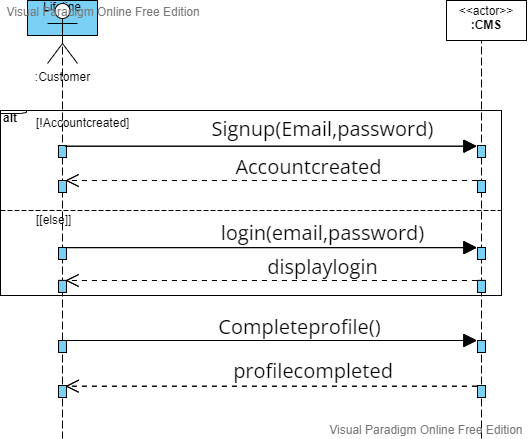 Lifeline
Visual Paradigm Online Free Edition
<<actor>>
:CMS
:Customer
alt
[!Accountcreated]
Signup(Email,password)
Accountcreated
[[else]]
login(email,password)
displaylogin
Completeprofile()
profilecompleted
Visual Paradigm Online Free Edition